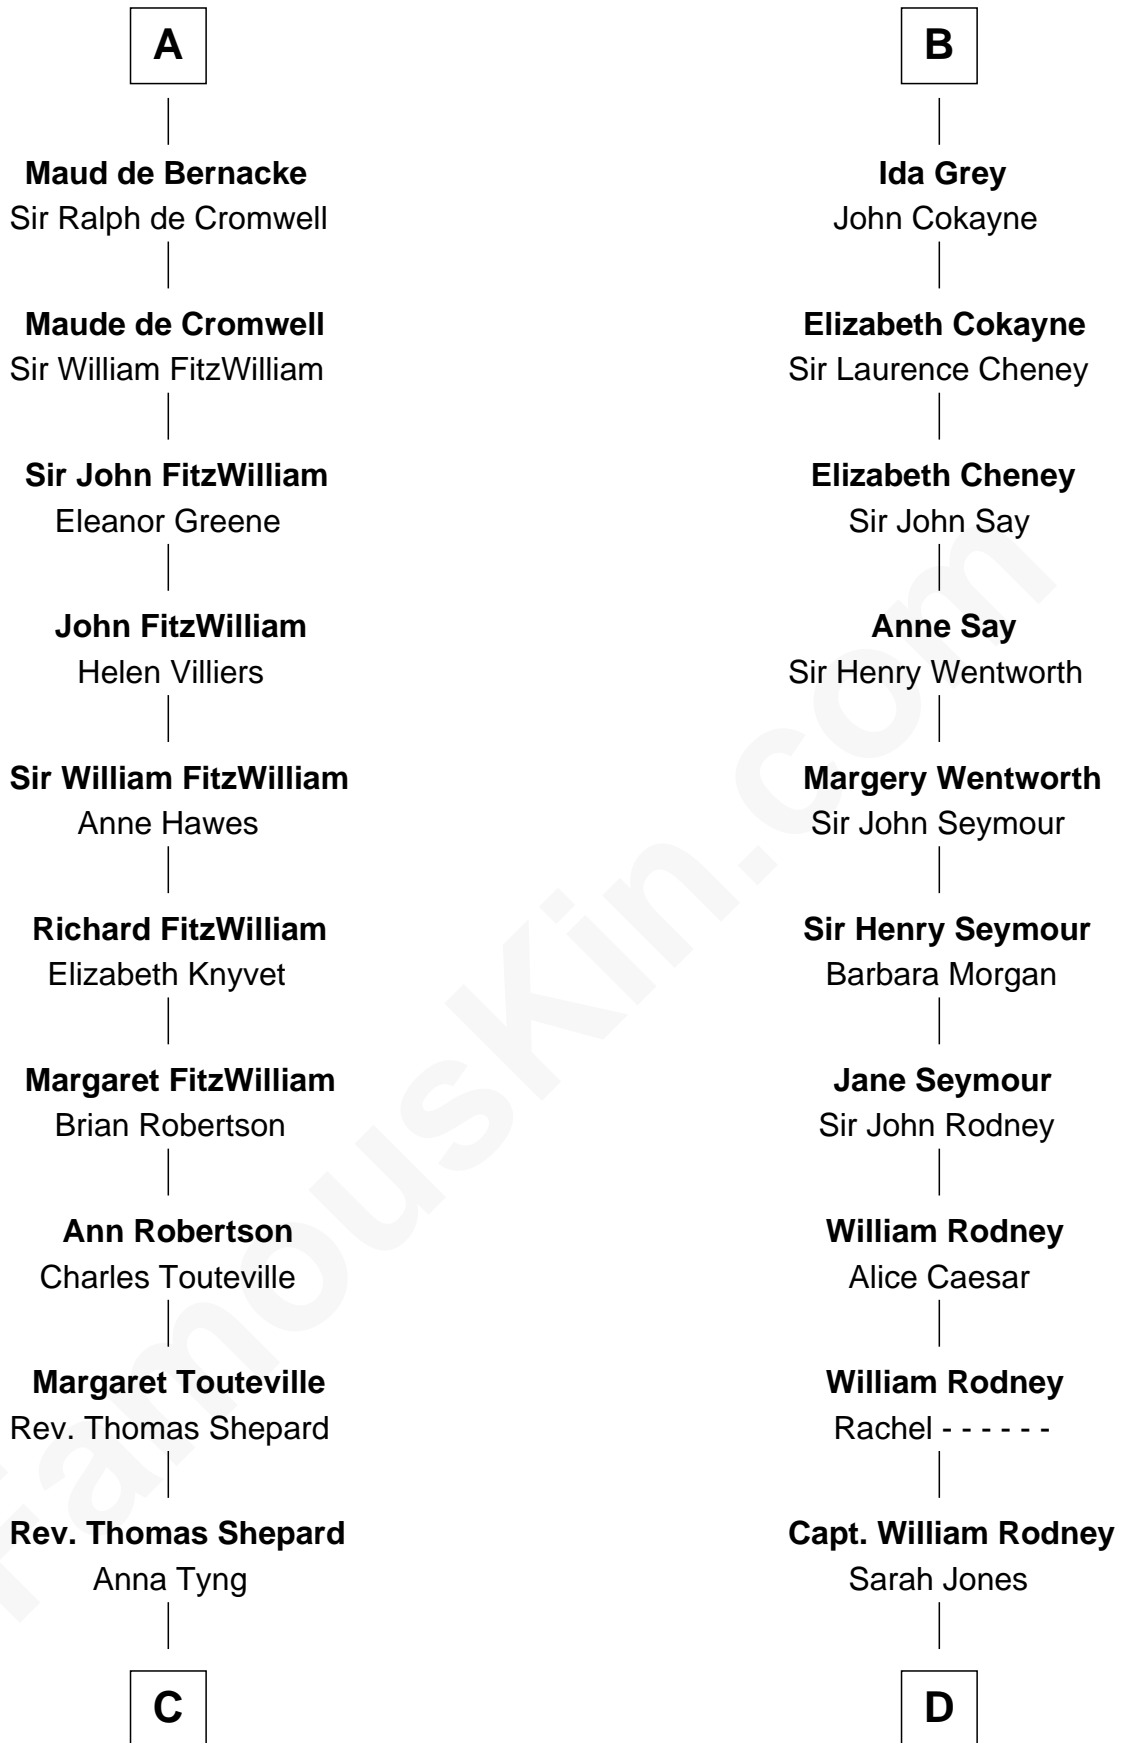 A
Maud de Bernacke
Sir Ralph de Cromwell
Maude de Cromwell
Sir William FitzWilliam
Sir John FitzWilliam
Eleanor Greene
John FitzWilliam
Helen Villiers
Sir William FitzWilliam
Anne Hawes
Richard FitzWilliam
Elizabeth Knyvet
Margaret FitzWilliam
Brian Robertson
Ann Robertson
Charles Touteville
Margaret Touteville
Rev. Thomas Shepard
Rev. Thomas Shepard
Anna Tyng
C
B
Ida Grey
John Cokayne
Elizabeth Cokayne
Sir Laurence Cheney
Elizabeth Cheney
Sir John Say
Anne Say
Sir Henry Wentworth
Margery Wentworth
Sir John Seymour
Sir Henry Seymour
Barbara Morgan
Jane Seymour
Sir John Rodney
William Rodney
Alice Caesar
William Rodney
Rachel - - - - - -
Capt. William Rodney
Sarah Jones
D
FamousKin.com